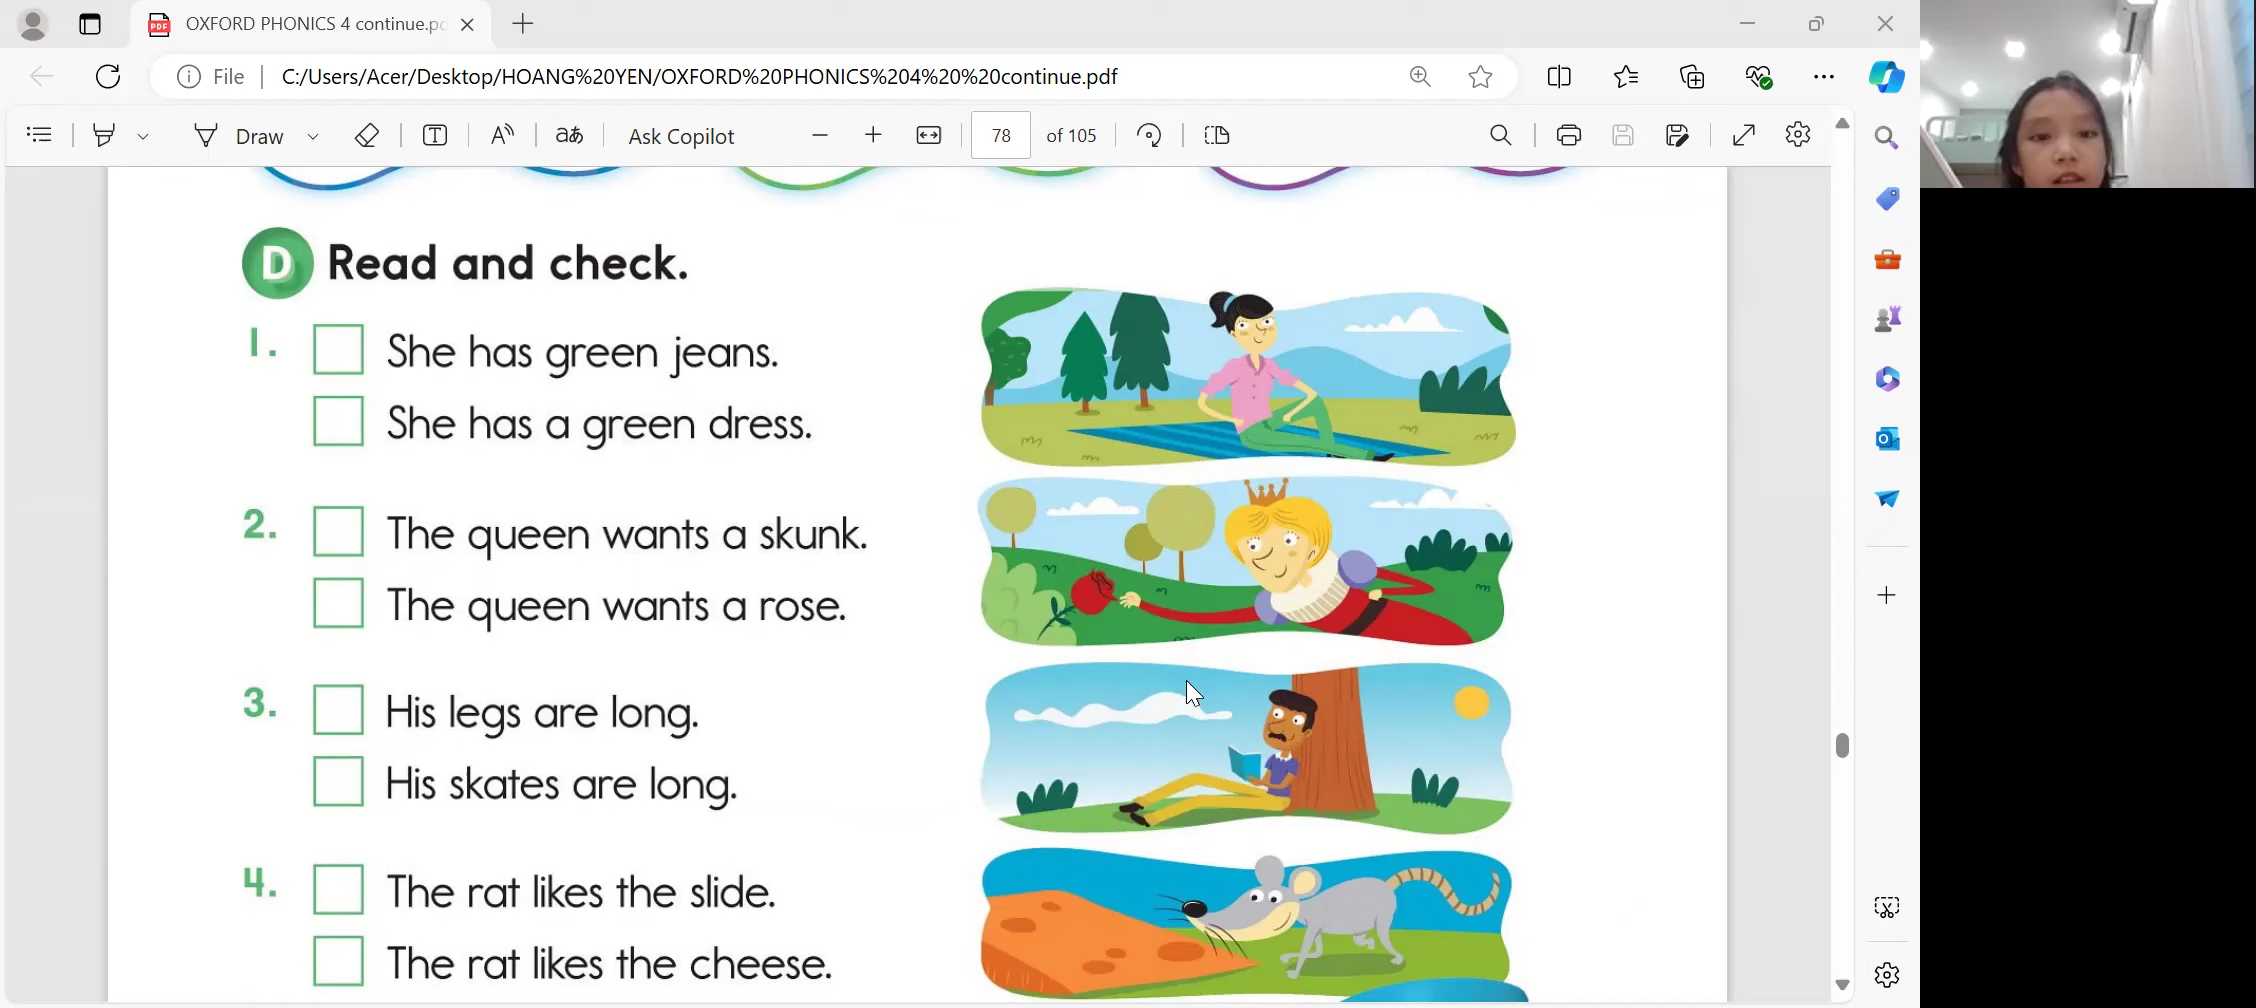 OXFORD PHONICS 4 continue.pd
File
C:/Users/Acer/Desktop/HOANG%20YEN/OXFORD%20PHONICS%204%20%20continue.pdf
Draw
Ask Copilot
78
of 105
D Read and check.
1. She has green jeans.
She has a green dress.
2. The queen wants a skunk.
The queen wants a rose.
3. His legs are long.
His skates are long.
4. The rat likes the slide.
The rat likes the cheese.